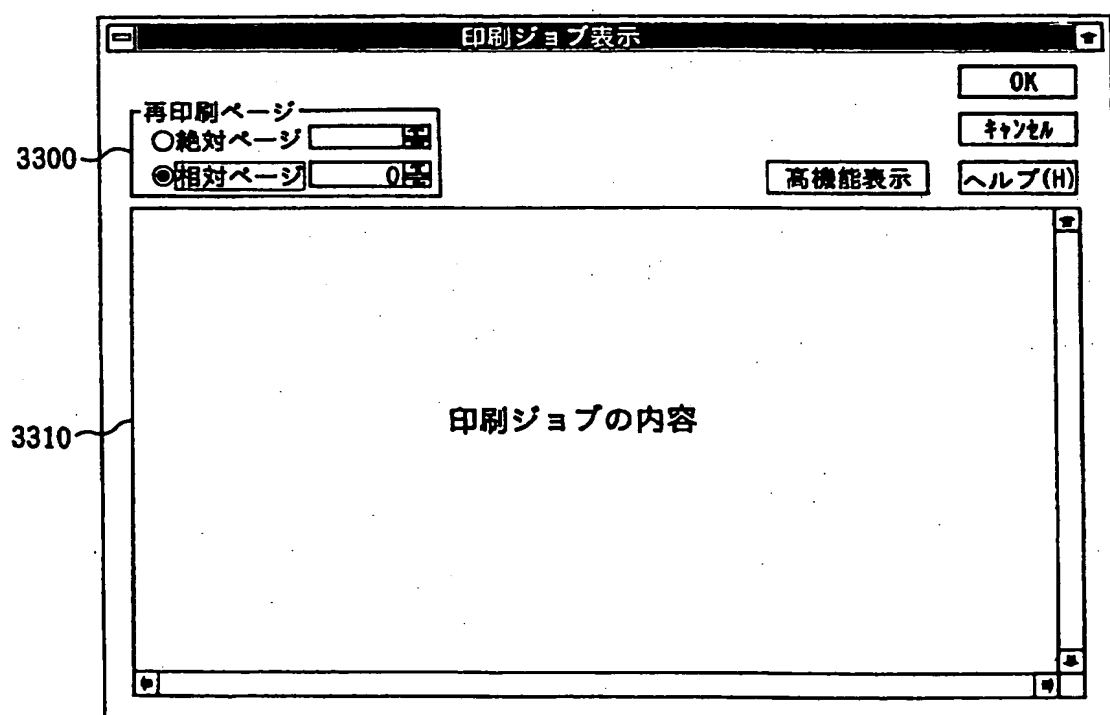 印刷ジョブ表示
OK
再印刷ページ
キャンセル
○絶対ページ
3300
◉相対ページ 0
高機能表示
ヘルプ(H)
印刷ジョブの内容
3310